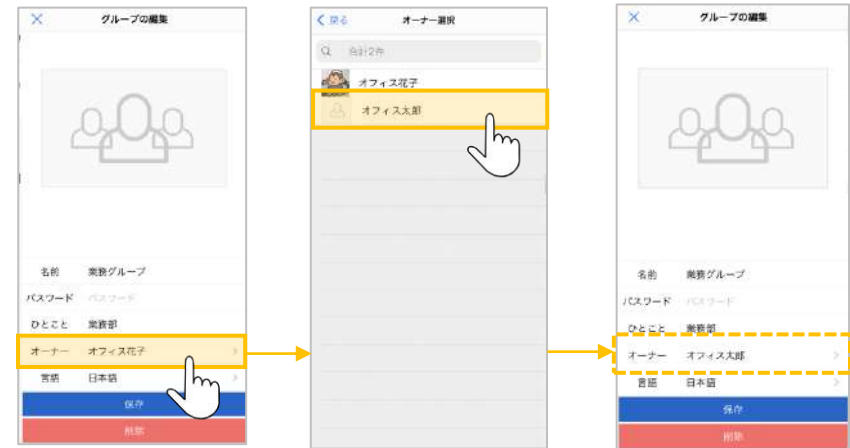 グループの編集
名前 業務グループ
パスワード パスワード
ひとこと 業務部
オーナー オフィス花子
言語 日本語
保存
削除
戻る オーナー選択
合計2件
オフィス花子
オフィス太郎
グループの編集
名前 業務グループ
パスワード パスワード
ひとこと 業務部
オーナー オフィス太郎
言語 日本語
保存
削除